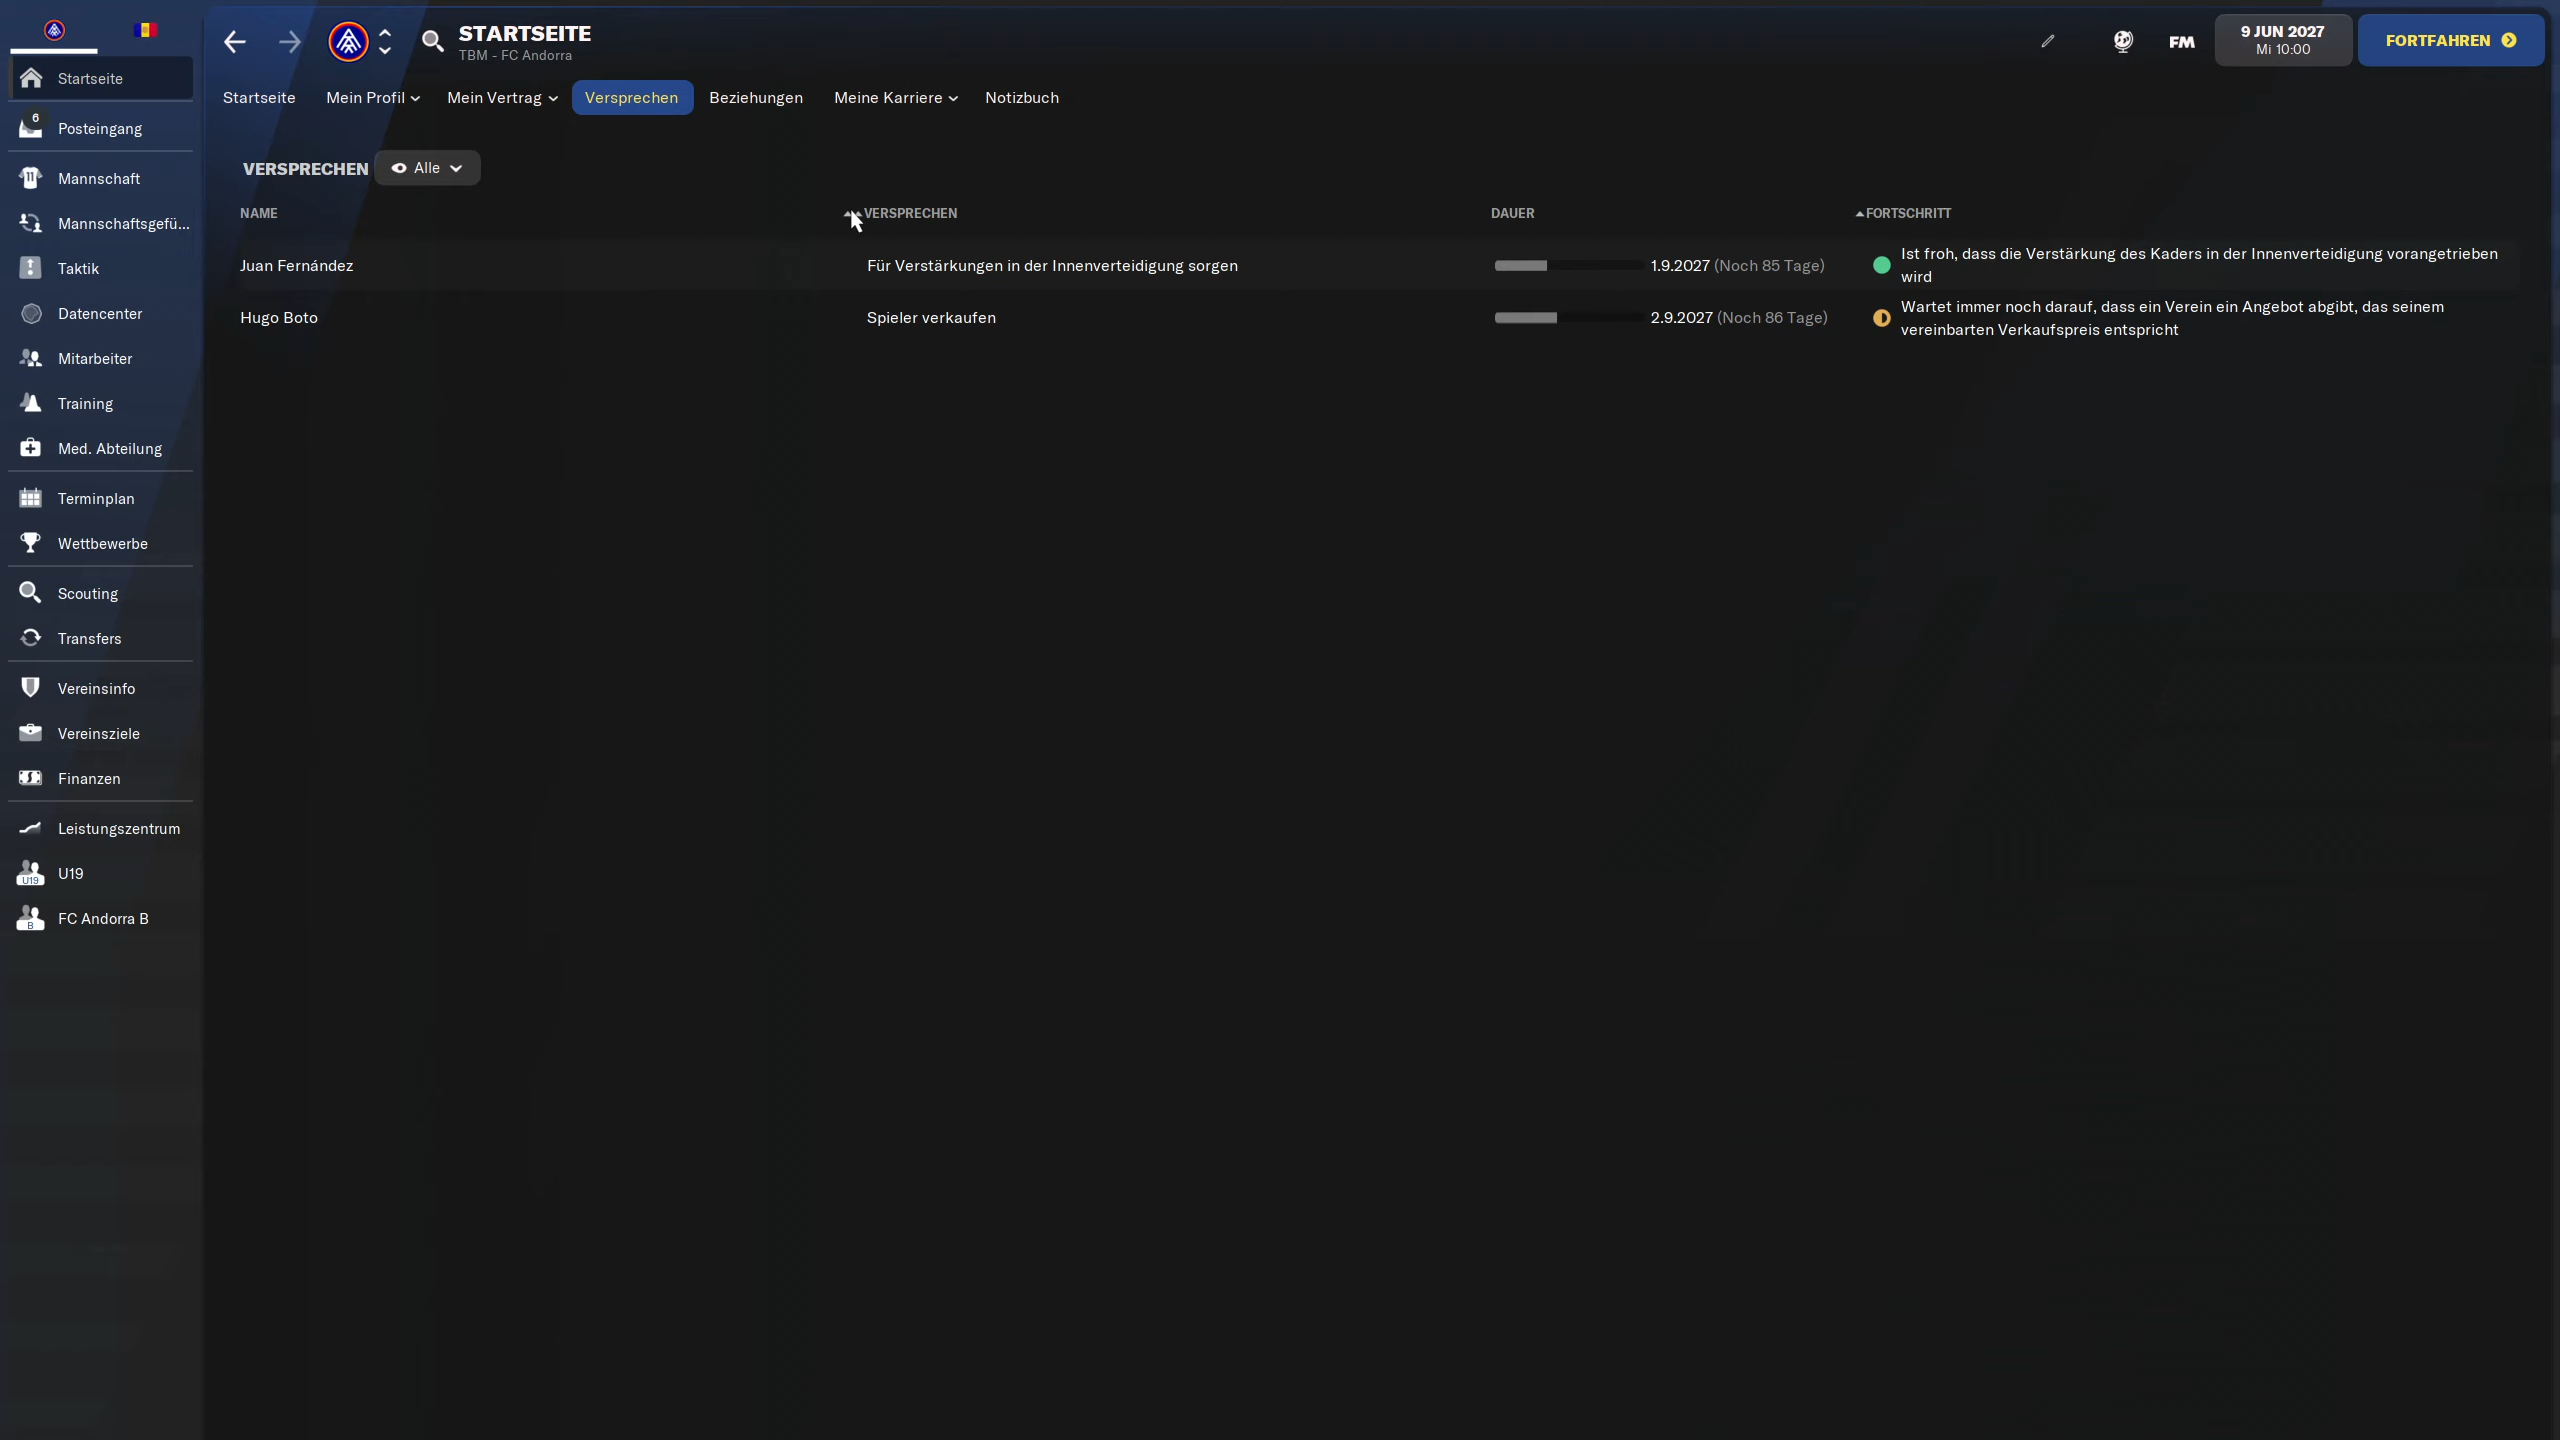 STARTSEITE
TBM - FC Andorra
FM
9 JUN 2027
Mi 10:00
FORTFAHREN
Startseite
6
Posteingang
11
Mannschaft
Mannschaftsgefü...
Taktik
Datencenter
Mitarbeiter
Training
Med. Abteilung
Terminplan
Wettbewerbe
Scouting
Transfers
Vereinsinfo
Vereinsziele
Finanzen
Leistungszentrum
U19
U19
B
FC Andorra B
Startseite Mein Profil Mein Vertrag Versprechen Beziehungen Meine Karriere Notizbuch
VERSPRECHEN Alle
NAME VERSPRECHEN DAUER FORTSCHRITT
Juan Fernández Für Verstärkungen in der Innenverteidigung sorgen 1.9.2027 (Noch 85 Tage) Ist froh, dass die Verstärkung des Kaders in der Innenverteidigung vorangetrieben
wird
Hugo Boto Spieler verkaufen 2.9.2027 (Noch 86 Tage) Wartet immer noch darauf, dass ein Verein ein Angebot abgibt, das seinem
vereinbarten Verkaufspreis entspricht